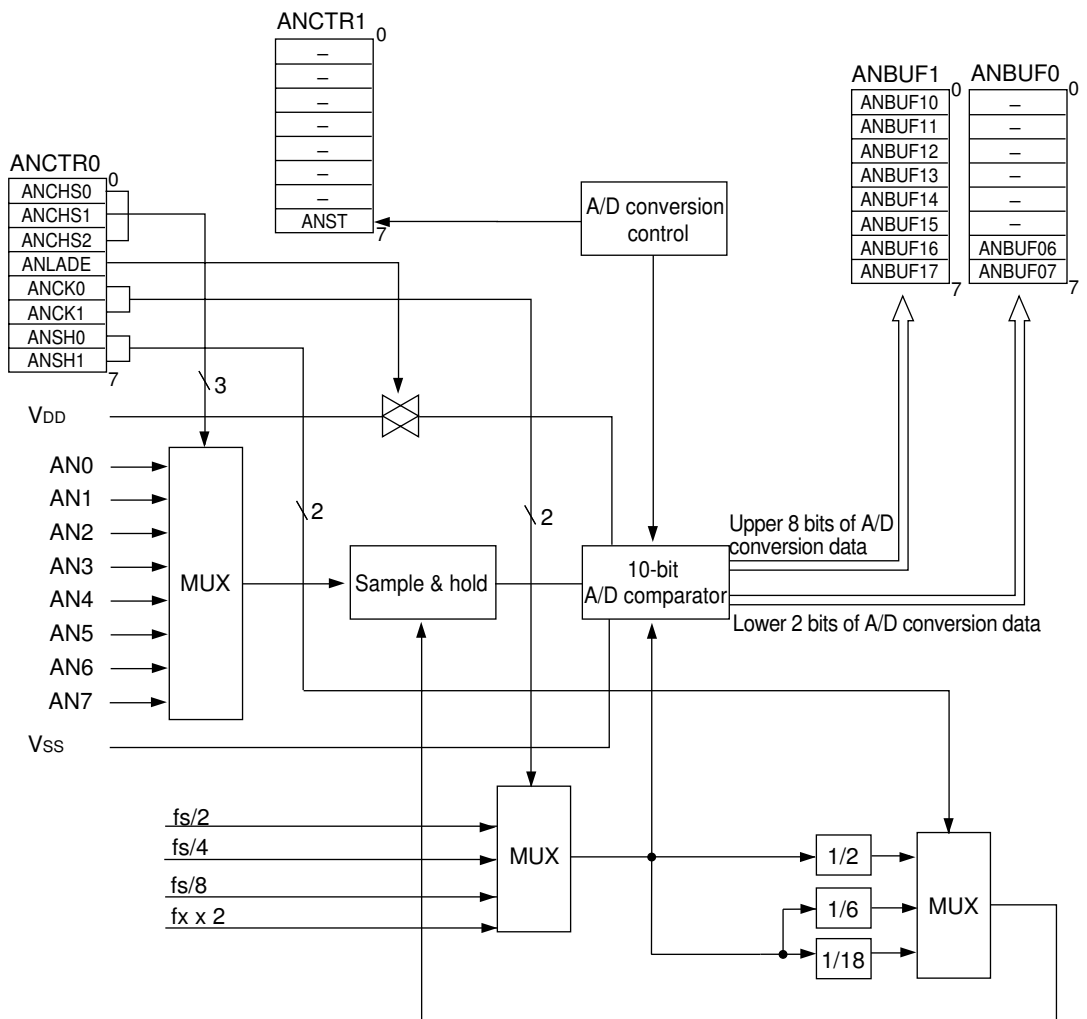 ANCTR1
0
–
–
–
–
–
–
–
ANST
7
ANBUF1
0
ANBUF10
ANBUF11
ANBUF12
ANBUF13
ANBUF14
ANBUF15
ANBUF16
ANBUF17
7
ANBUF0
0
–
–
–
–
–
–
ANBUF06
ANBUF07
7
ANCTR0
0
ANCHS0
ANCHS1
ANCHS2
ANLADE
ANCK0
ANCK1
ANSH0
ANSH1
7
A/D conversion
control
3
VDD
AN0
AN1
AN2
AN3
AN4
AN5
AN6
AN7
VSS
MUX
2
2
Sample & hold
10-bit
A/D comparator
Upper 8 bits of A/D
conversion data
Lower 2 bits of A/D conversion data
fs/2
fs/4
fs/8
fx x 2
MUX
1/2
1/6
1/18
MUX